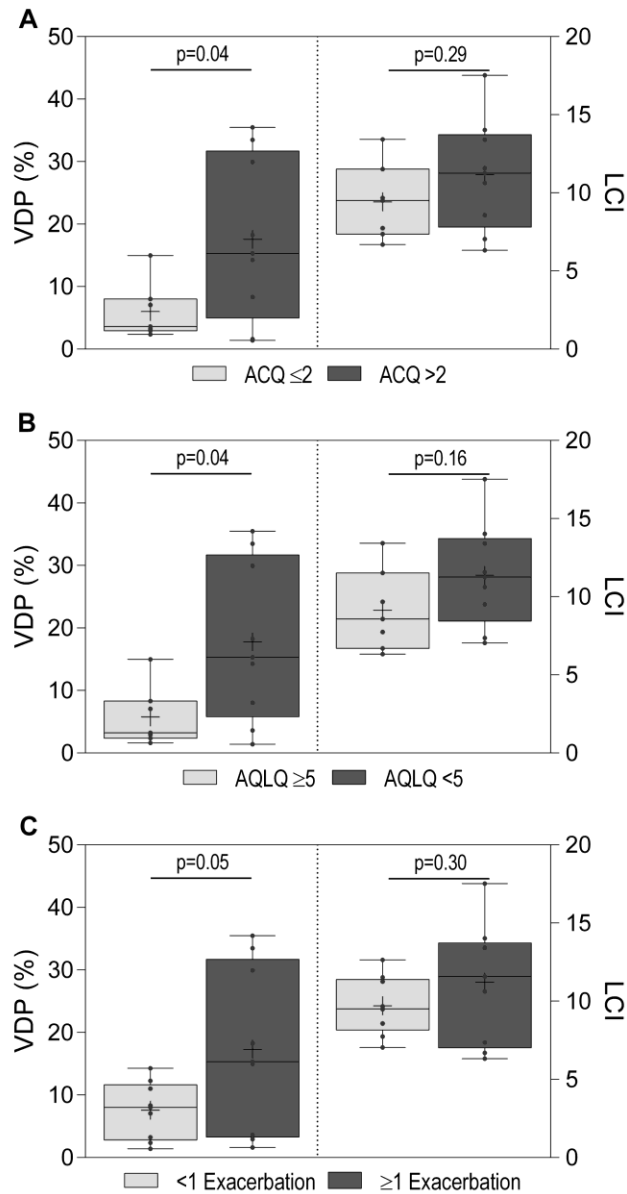 A
p=0.04 p=0.29
VDP (%)
50
40
30
20
10
0
LCI
20
15
10
5
0
ACQ ≤2 ACQ >2
B
p=0.04 p=0.16
VDP (%)
50
40
30
20
10
0
LCI
20
15
10
5
0
AQLQ ≥5 AQLQ <5
C
p=0.05 p=0.30
VDP (%)
50
40
30
20
10
0
LCI
20
15
10
5
0
<1 Exacerbation ≥1 Exacerbation